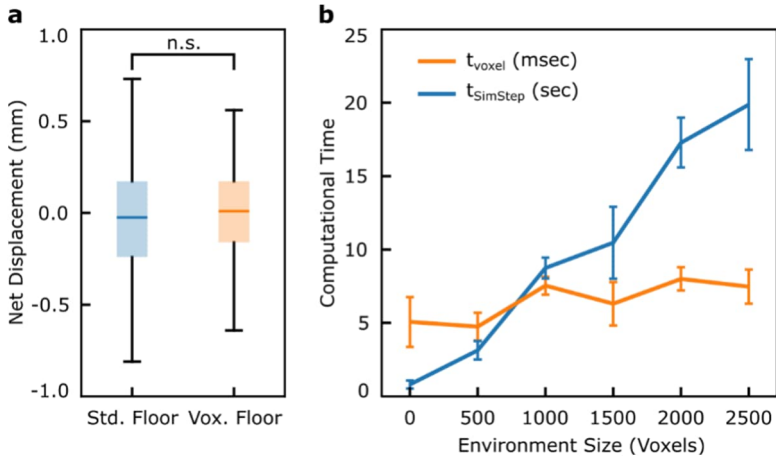 a
1.0
0.5
0.0
-0.5
-1.0
Net Displacement (mm)
n.s.
Std. Floor Vox. Floor
b
25
20
15
10
5
0
Computational Time
t_voxel (msec)
t_SimStep (sec)
0 500 1000 1500 2000 2500
Environment Size (Voxels)